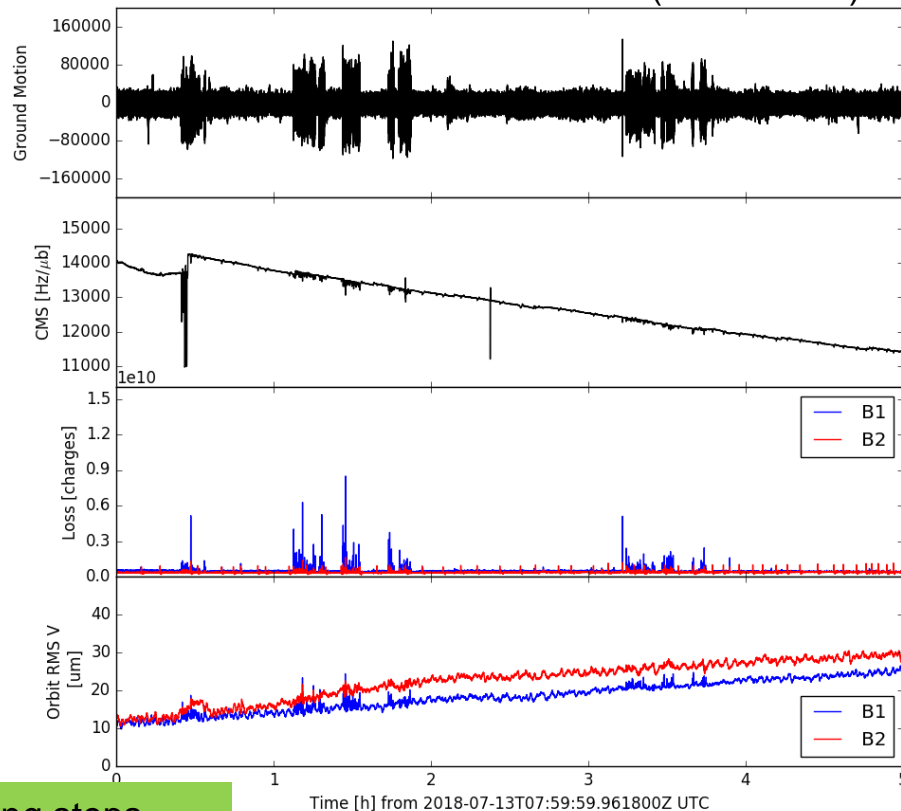 160000
80000
0
−80000
−160000
Ground Motion
15000
14000
13000
12000
11000
CMS [Hz/μb]
1e10
1.5
1.2
0.9
0.6
0.3
0.0
Loss [charges]
B1
B2
40
30
20
10
0
Orbit RMS V
[um]
B1
B2
0 1 2 3 4 5
Time [h] from 2018-07-13T07:59:59.961800Z UTC